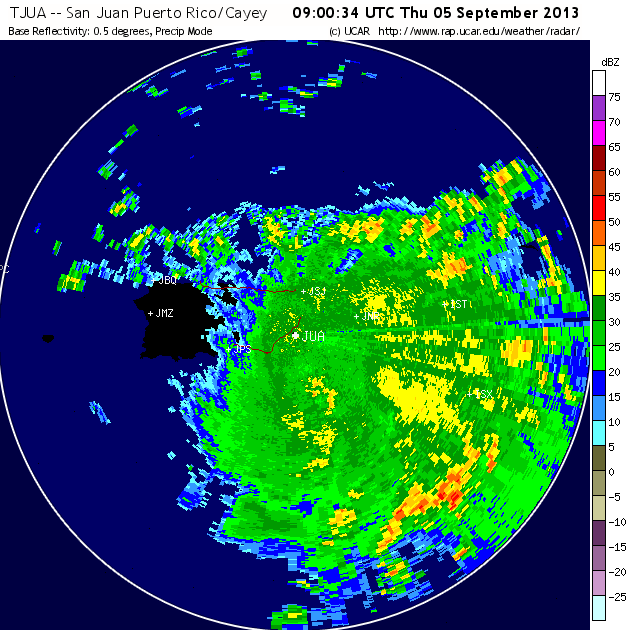 TJUA -- San Juan Puerto Rico/Cayey 09:00:34 UTC Thu 05 September 2013
Base Reflectivity: 0.5 degrees, Precip Mode (c) UCAR http://www.rap.ucar.edu/weather/radar/
dBZ
75
70
65
60
55
50
45
40
35
30
25
20
15
10
5
0
-5
-10
-15
-20
-25
JBQ
JSJ
IST
JMZ
JUA